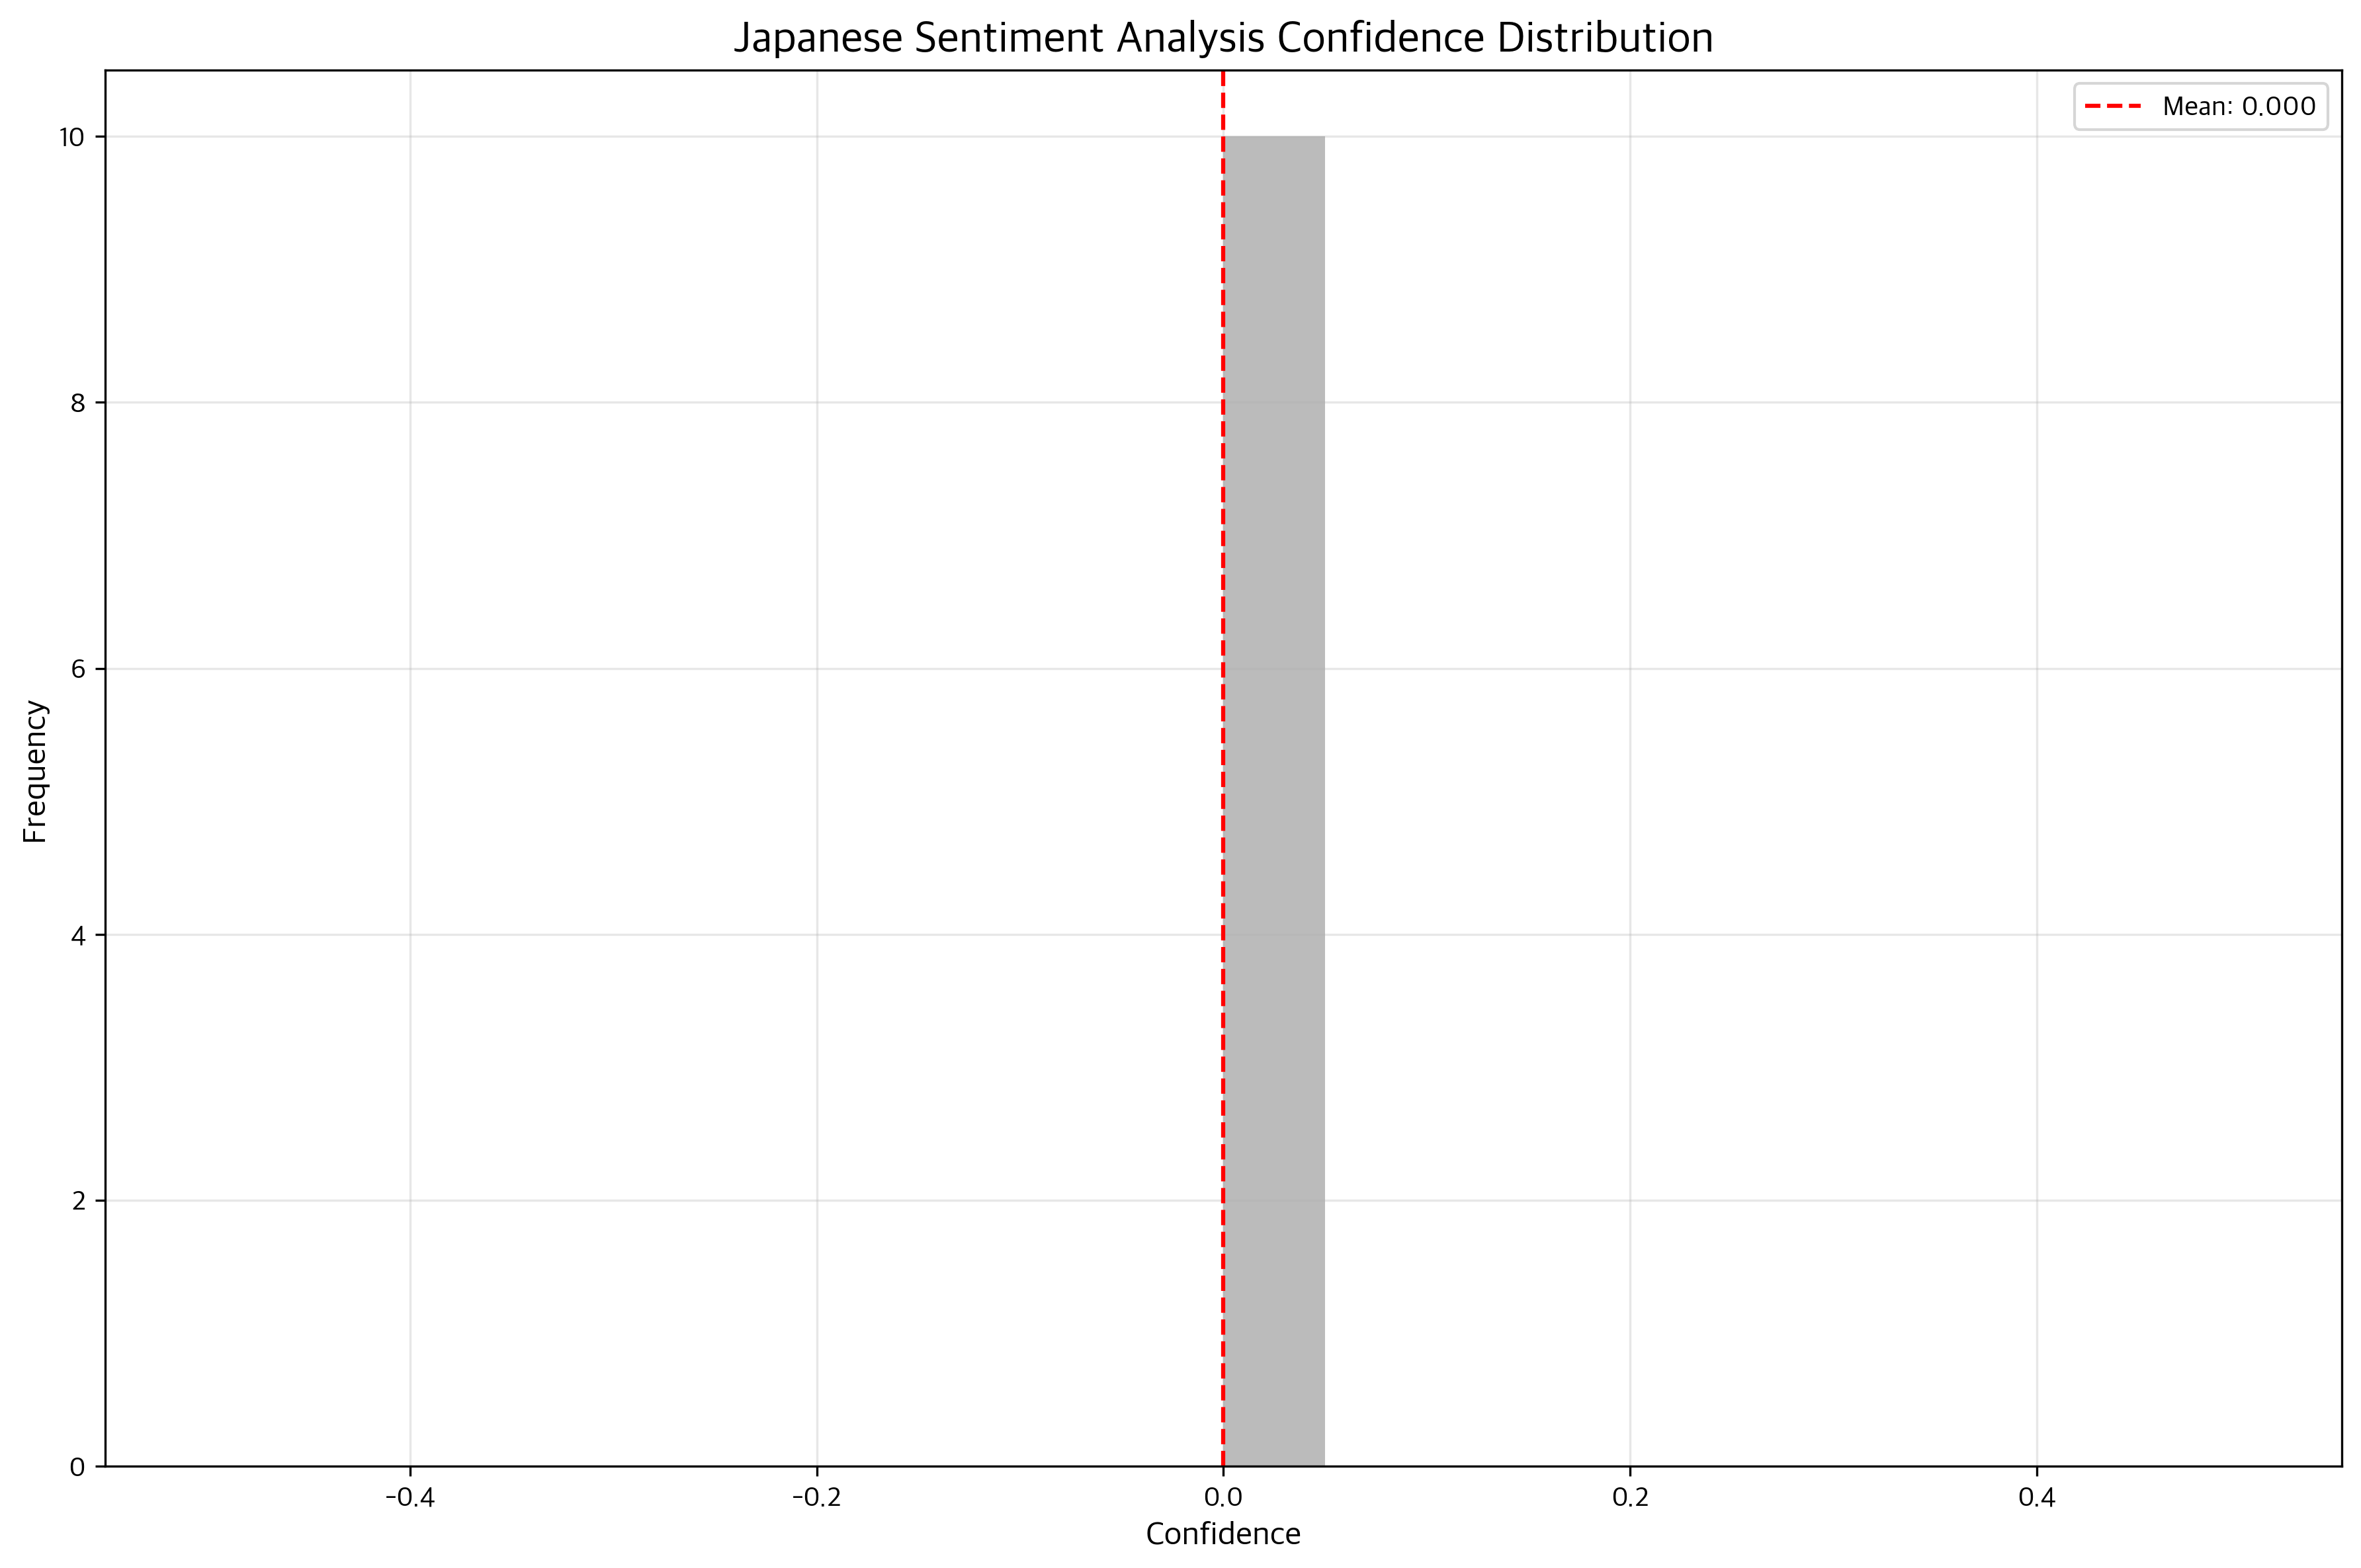 Japanese Sentiment Analysis Confidence Distribution
Mean: 0.000
10
8
6
4
2
0
Frequency
-0.4
-0.2
0.0
0.2
0.4
Confidence